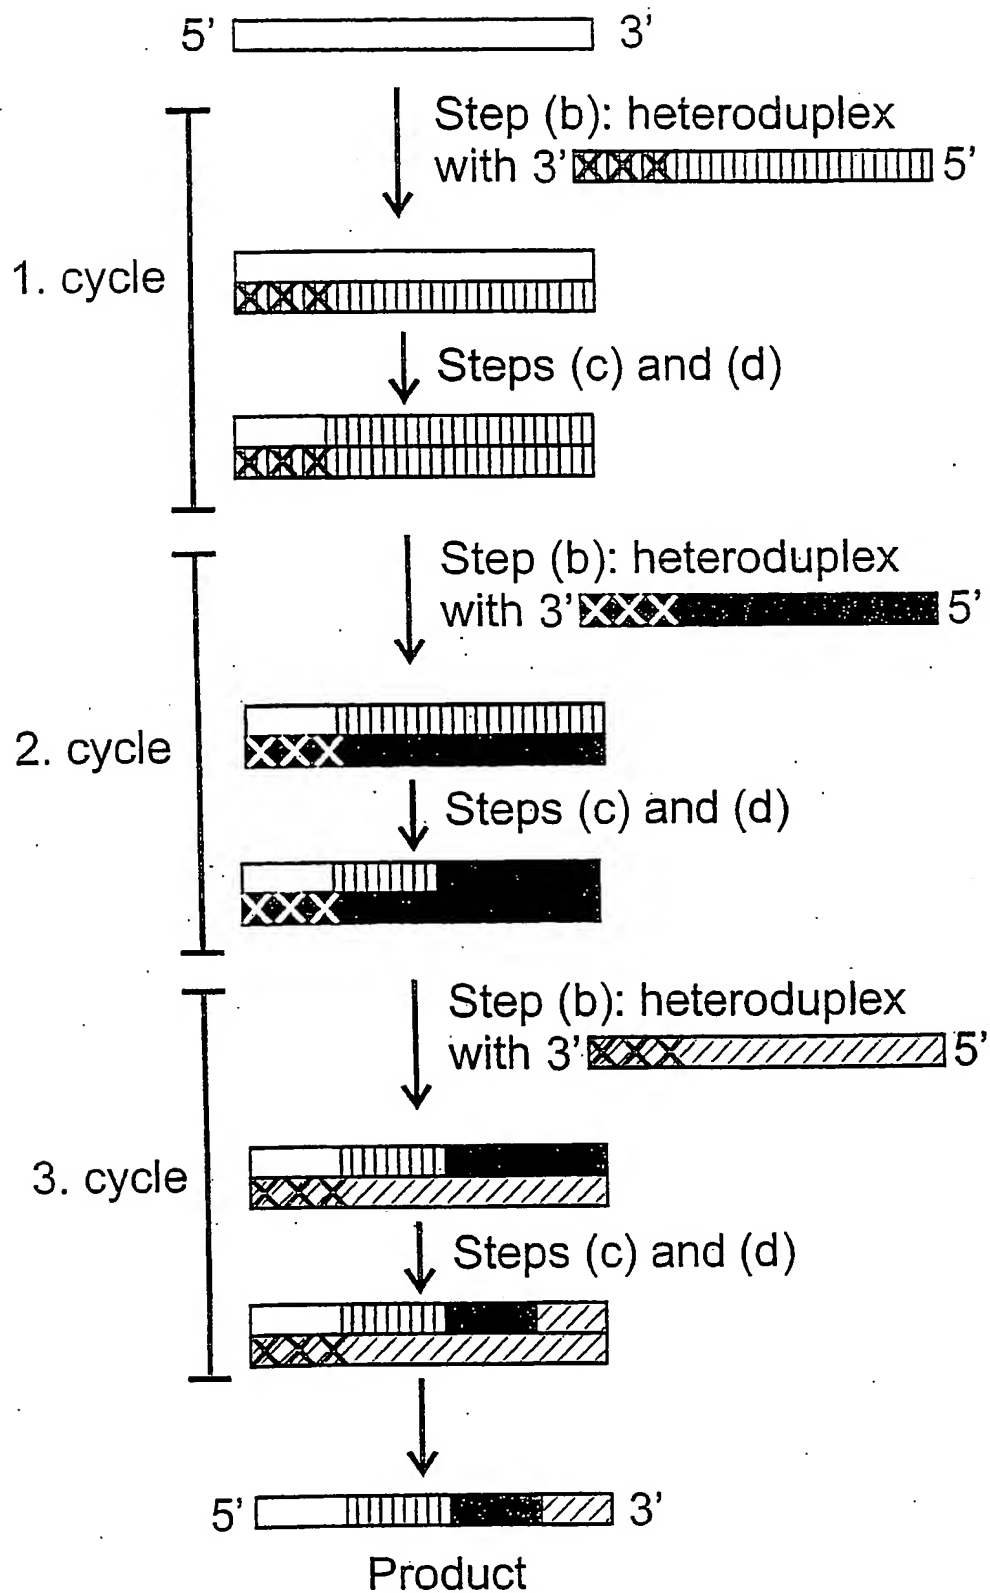 5’ 3’
Step (b): heteroduplex
with 3’ 5’
1. cycle
Steps (c) and (d)
Step (b): heteroduplex
with 3’ 5’
2. cycle
Steps (c) and (d)
Step (b): heteroduplex
with 3’ 5’
3. cycle
Steps (c) and (d)
5’ 3’
Product